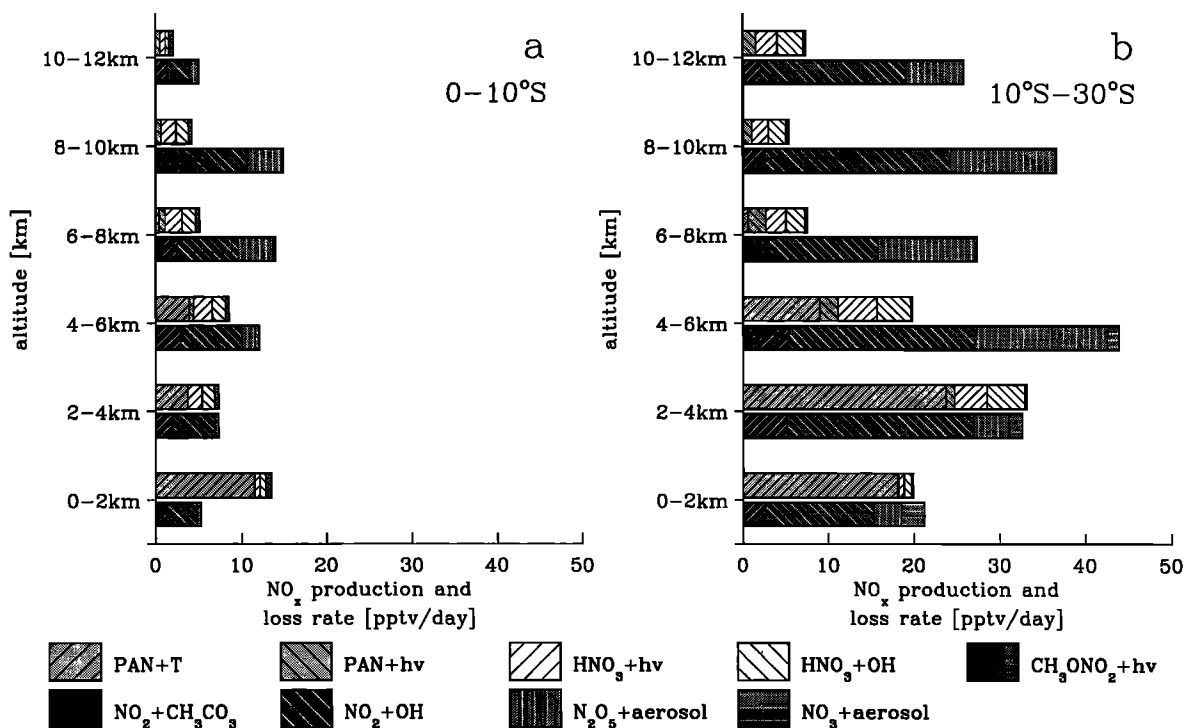 a
0-10°S
10-12km
8-10km
6-8km
4-6km
2-4km
0-2km
altitude [km]
0 10 20 30 40 50
NOₓ production and
loss rate [pptv/day]
b
10°S-30°S
10-12km
8-10km
6-8km
4-6km
2-4km
0-2km
altitude [km]
0 10 20 30 40 50
NOₓ production and
loss rate [pptv/day]
PAN+T PAN+hv HNO₃+hv HNO₃+OH CH₃ONO₂+hv
NO₂+CH₃CO₃ NO₂+OH N₂O₅+aerosol NO₃+aerosol